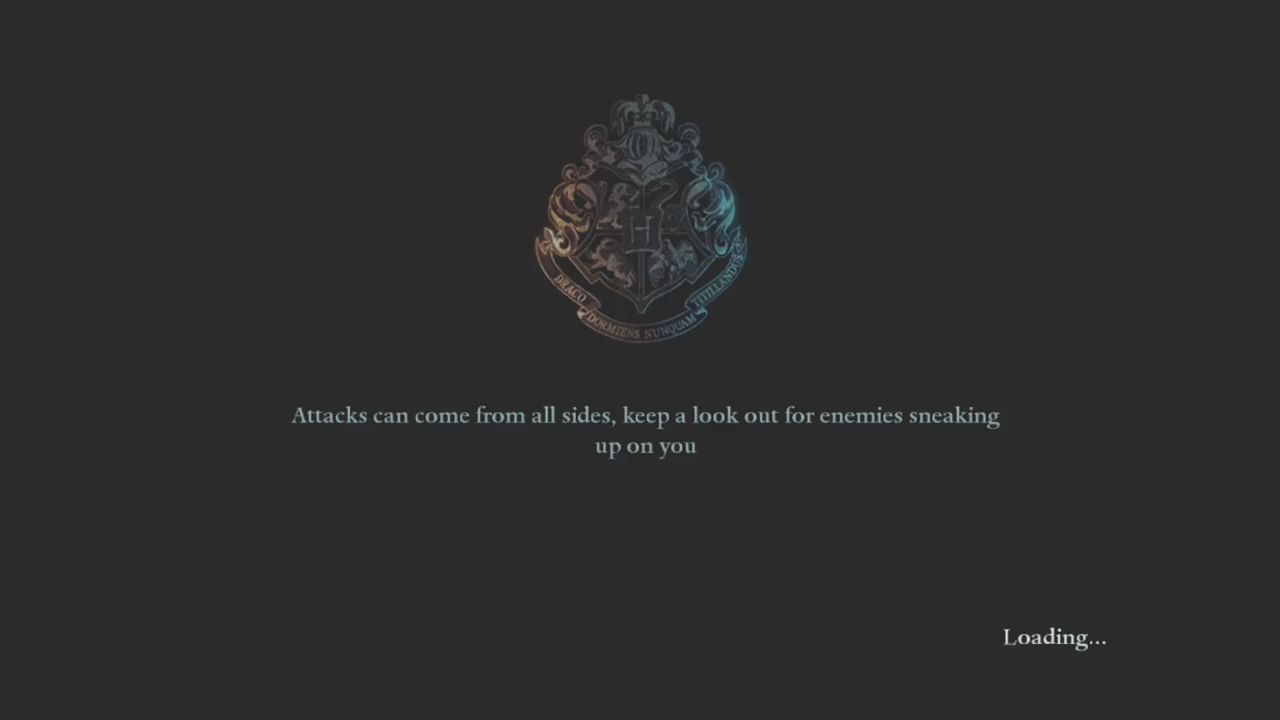 H
DRACO
DORMIENS NUNQUAM
TITILLANDUS
Attacks can come from all sides, keep a look out for enemies sneaking
up on you
Loading...